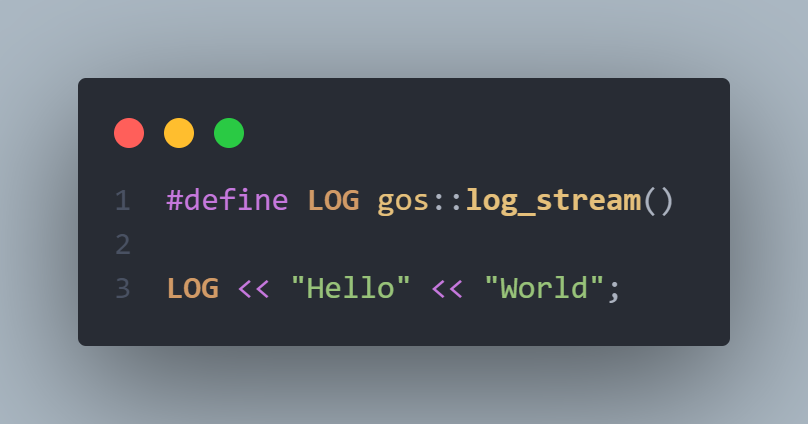 1 #define LOG gos::log_stream()
2
3 LOG << "Hello" << "World";